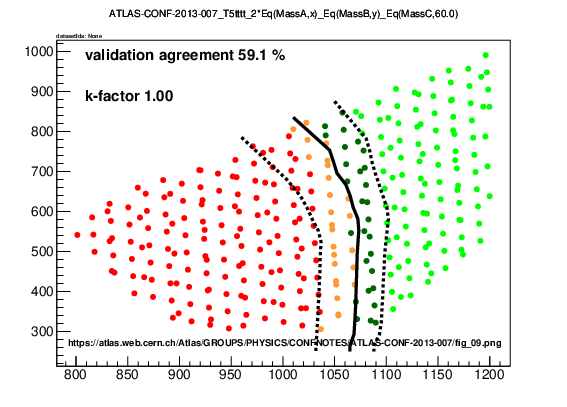 ATLAS-CONF-2013-007_T5tttt_2*Eq(MassA,x)_Eq(MassB,y)_Eq(MassC,60.0)
datasetIds: None
validation agreement 59.1 %
k-factor 1.00
1000
900
800
700
600
500
400
300
https://atlas.web.cern.ch/Atlas/GROUPS/PHYSICS/CONFNOTES/ATLAS-CONF-2013-007/fig_09.png
800 850 900 950 1000 1050 1100 1150 1200